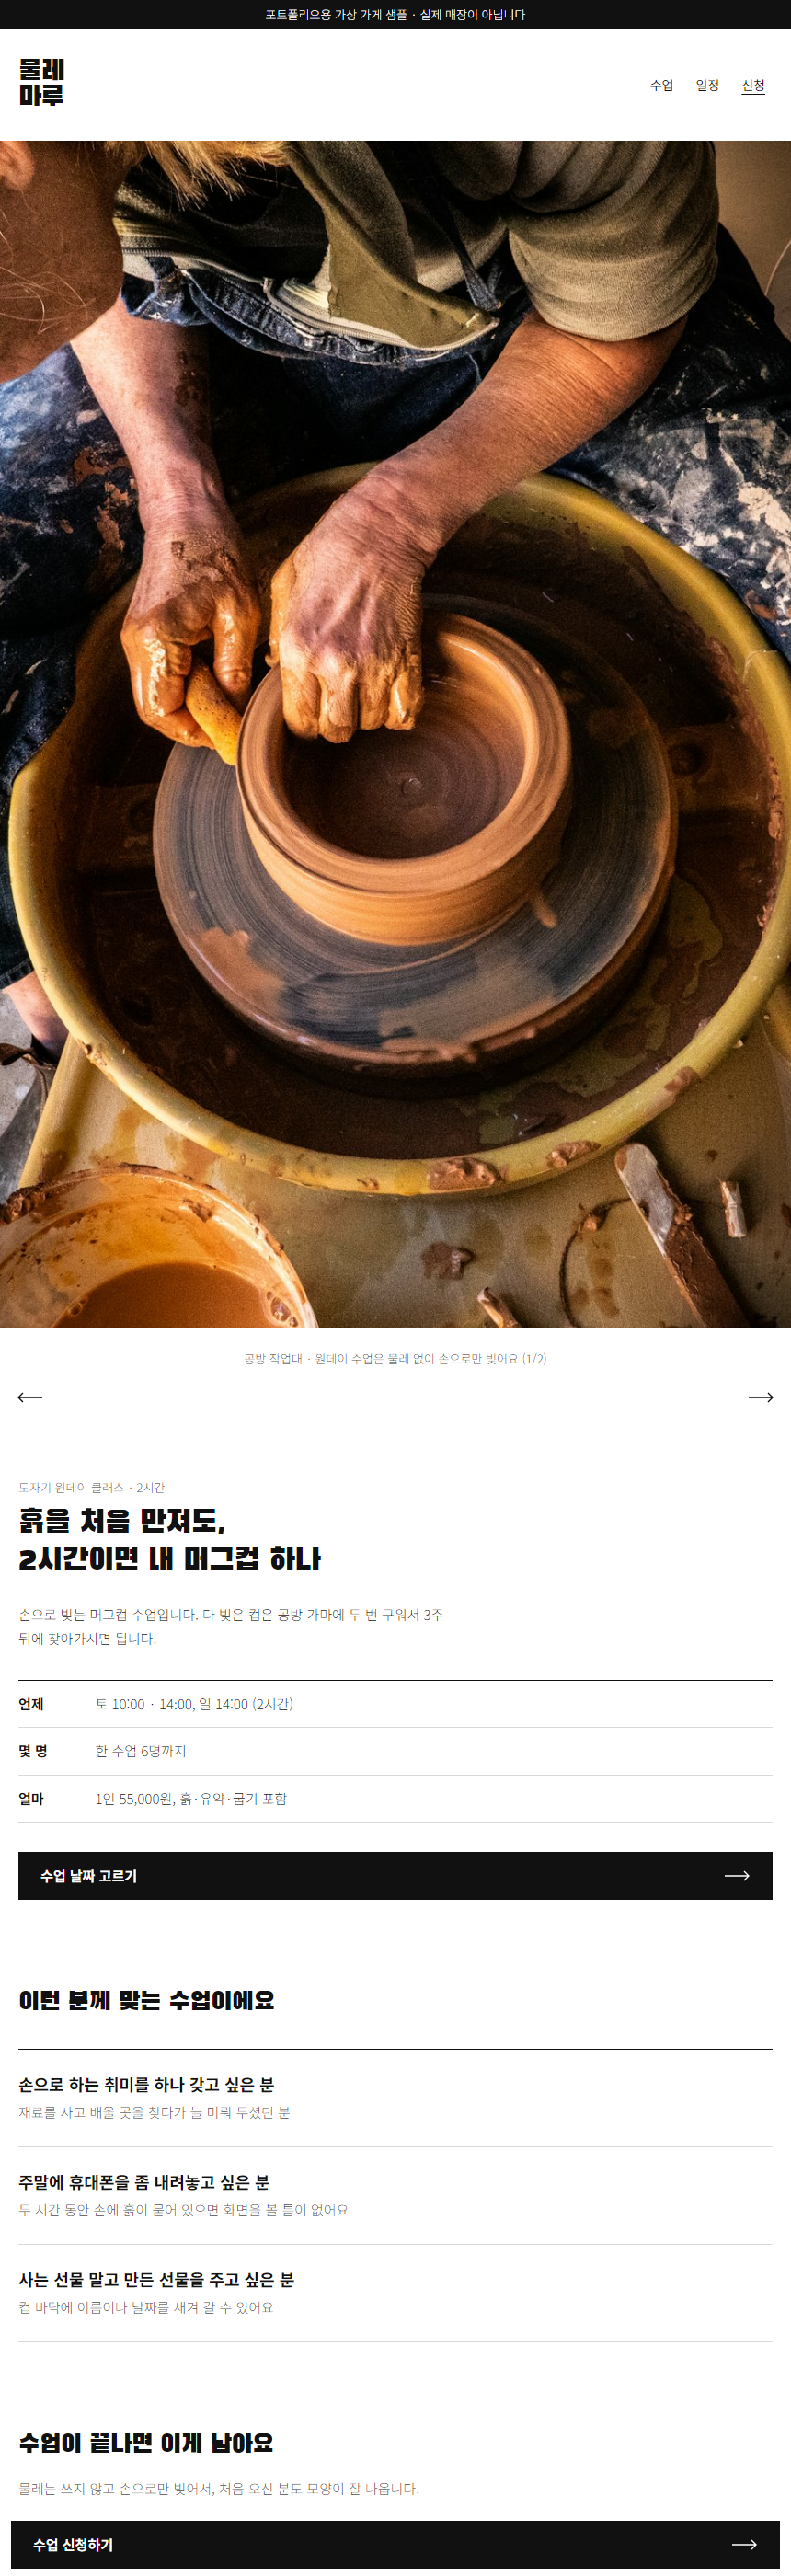 포트폴리오용 가상 가게 샘플 · 실제 매장이 아닙니다
물레
마루
수업 일정 신청
공방 작업대 · 원데이 수업은 물레 없이 손으로만 빚어요 (1/2)
도자기 원데이 클래스 · 2시간
흙을 처음 만져도,
2시간이면 내 머그컵 하나
손으로 빚는 머그컵 수업입니다. 다 빚은 컵은 공방 가마에 두 번 구워서 3주
뒤에 찾아가시면 됩니다.
언제 토 10:00 · 14:00, 일 14:00 (2시간)
몇 명 한 수업 6명까지
얼마 1인 55,000원, 흙·유약·굽기 포함
수업 날짜 고르기
이런 분께 맞는 수업이에요
손으로 하는 취미를 하나 갖고 싶은 분
재료를 사고 배울 곳을 찾다가 늘 미뤄 두셨던 분
주말에 휴대폰을 좀 내려놓고 싶은 분
두 시간 동안 손에 흙이 묻어 있으면 화면을 볼 틈이 없어요
사는 선물 말고 만든 선물을 주고 싶은 분
컵 바닥에 이름이나 날짜를 새겨 갈 수 있어요
수업이 끝나면 이게 남아요
물레는 쓰지 않고 손으로만 빚어서, 처음 오신 분도 모양이 잘 나옵니다.
수업 신청하기